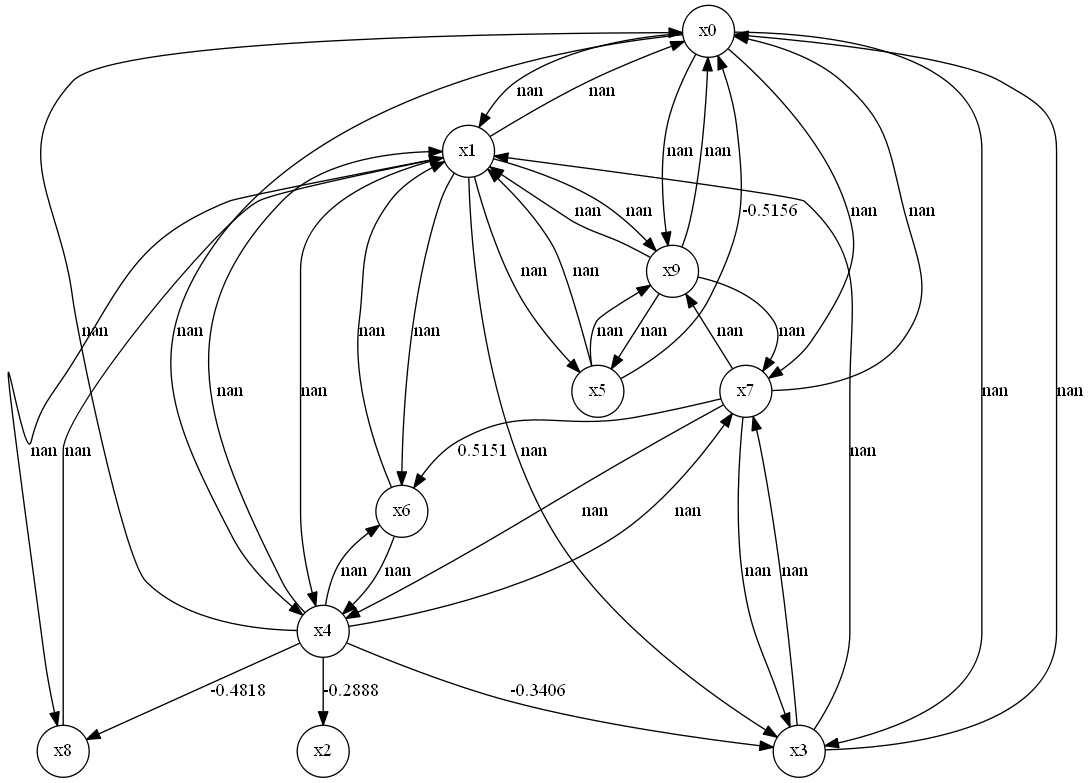 x0
nan nan
x1
nan nan
-0.5156
nan nan nan nan
x9
nan nan
nan nan nan nan nan nan nan nan nan
x5 x7
nan nan nan nan
nan nan 0.5151 nan nan
x6
nan nan
nan nan nan nan
x4
-0.4818 -0.2888 -0.3406
x8 x2 x3